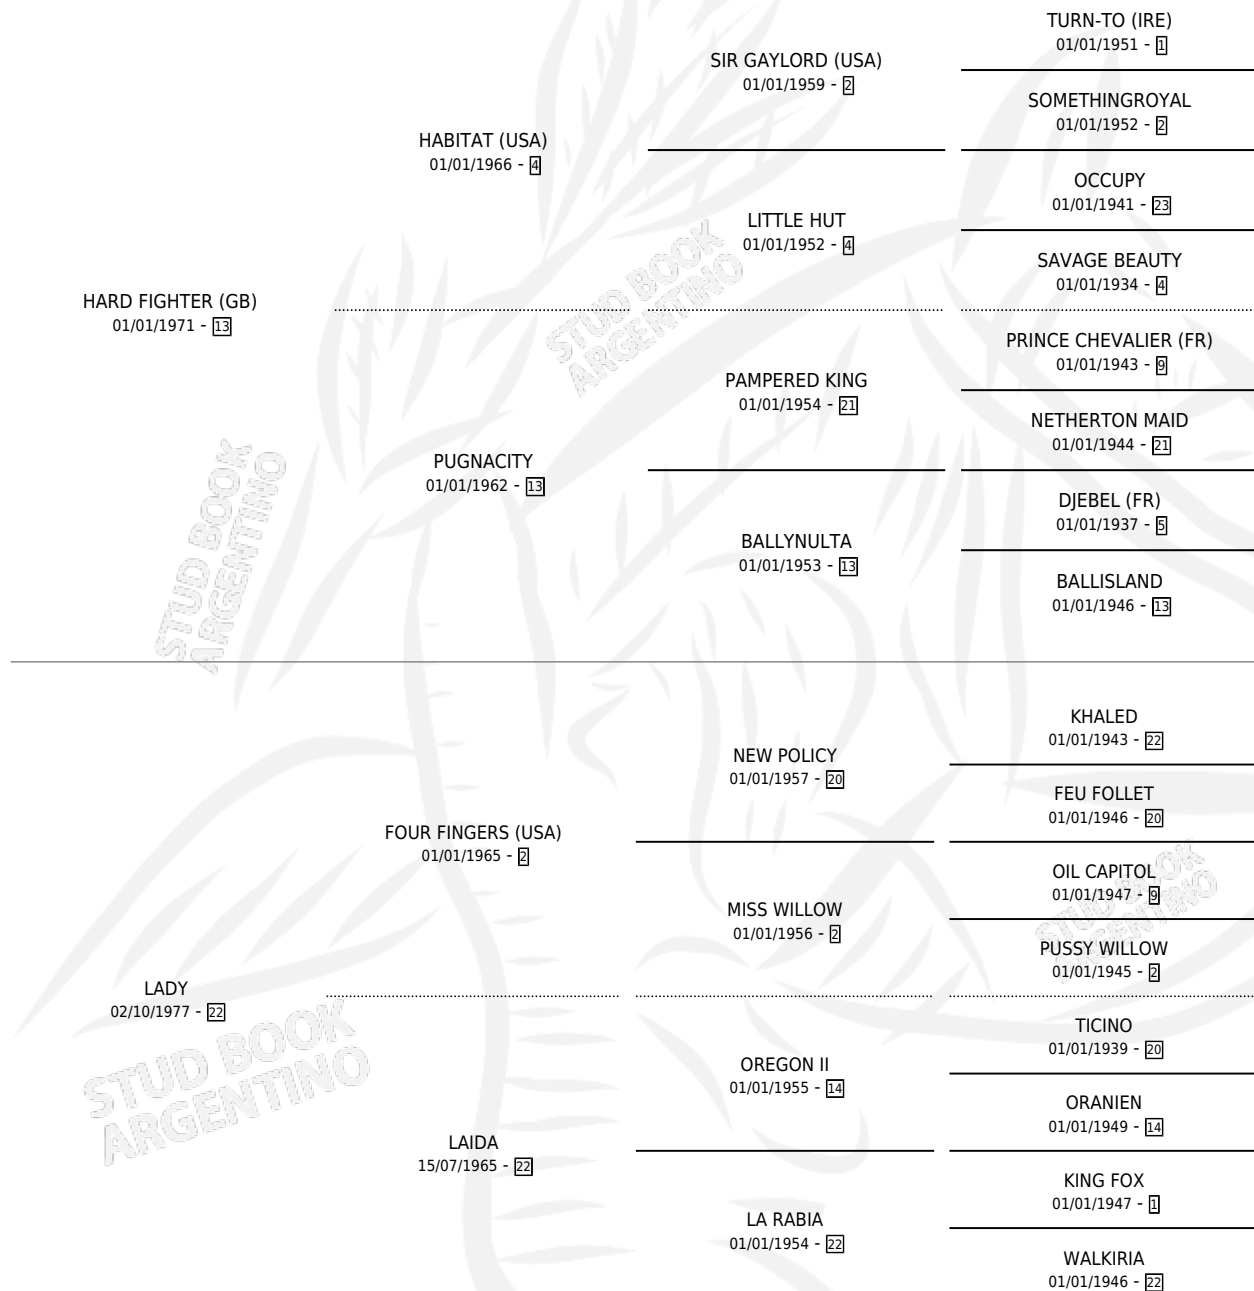 TURN-TO (IRE)
01/01/1951 - 1
SIR GAYLORD (USA)
01/01/1959 - 2
SOMETHINGROYAL
01/01/1952 - 2
HABITAT (USA)
01/01/1966 - 4
OCCUPY
01/01/1941 - 23
LITTLE HUT
01/01/1952 - 4
SAVAGE BEAUTY
01/01/1934 - 4
HARD FIGHTER (GB)
01/01/1971 - 13
PRINCE CHEVALIER (FR)
01/01/1943 - 9
PAMPERED KING
01/01/1954 - 21
NETHERTON MAID
01/01/1944 - 21
PUGNACITY
01/01/1962 - 13
DJEBEL (FR)
01/01/1937 - 5
BALLYNULTA
01/01/1953 - 13
BALLISLAND
01/01/1946 - 13
KHALED
01/01/1943 - 22
NEW POLICY
01/01/1957 - 20
FEU FOLLET
01/01/1946 - 20
FOUR FINGERS (USA)
01/01/1965 - 2
OIL CAPITOL
01/01/1947 - 9
MISS WILLOW
01/01/1956 - 2
PUSSY WILLOW
01/01/1945 - 2
LADY
02/10/1977 - 22
TICINO
01/01/1939 - 20
OREGON II
01/01/1955 - 14
ORANIEN
01/01/1949 - 14
LAIDA
15/07/1965 - 22
KING FOX
01/01/1947 - 1
LA RABIA
01/01/1954 - 22
WALKIRIA
01/01/1946 - 22
STUD BOOK
ARGENTINO
STUD BOOK
ARGENTINO
STUD BOOK
ARGENTINO
STUD BOOK
ARGENTINO